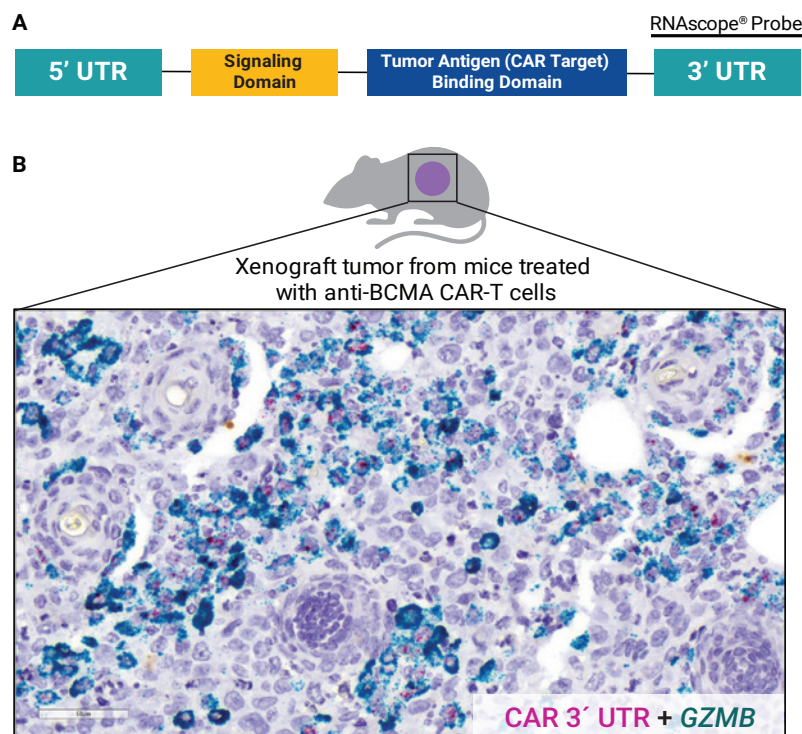 A
RNAscope® Probe
5’ UTR
Signaling
Domain
Tumor Antigen (CAR Target)
Binding Domain
3’ UTR
B
Xenograft tumor from mice treated
with anti-BCMA CAR-T cells
CAR 3´ UTR + GZMB